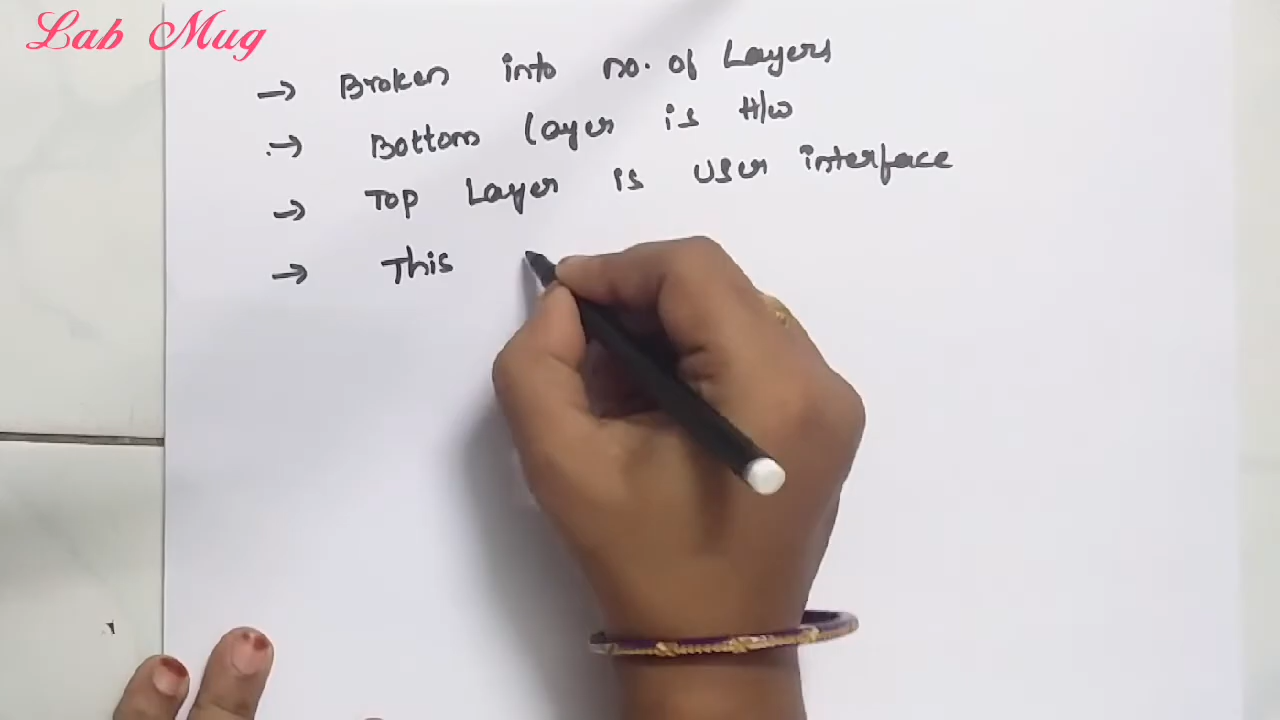 Lab Mug
→ Broken into no. of Layers
→ Bottom layer is H/w
→ Top Layer is user interface
→ This